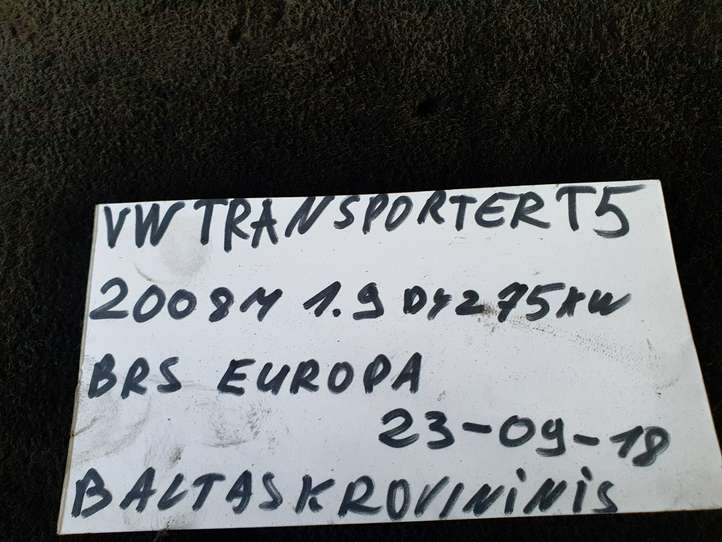 VW TRANSPORTER T5
2008M 1.9 DYZ 75KW
BRS EUROPA
23-09-18
BALTAS KROVININIS